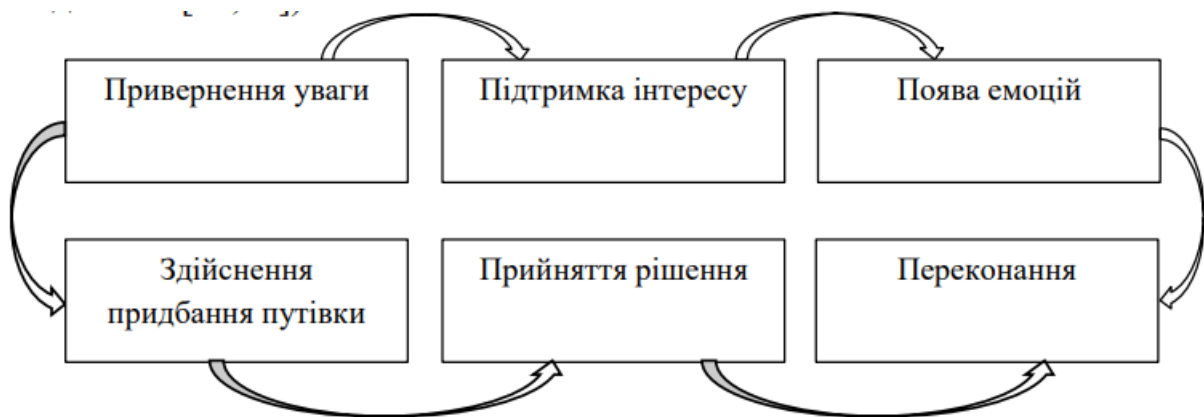 Привернення уваги
Підтримка інтересу
Поява емоцій
Здійснення
придбання путівки
Прийняття рішення
Переконання